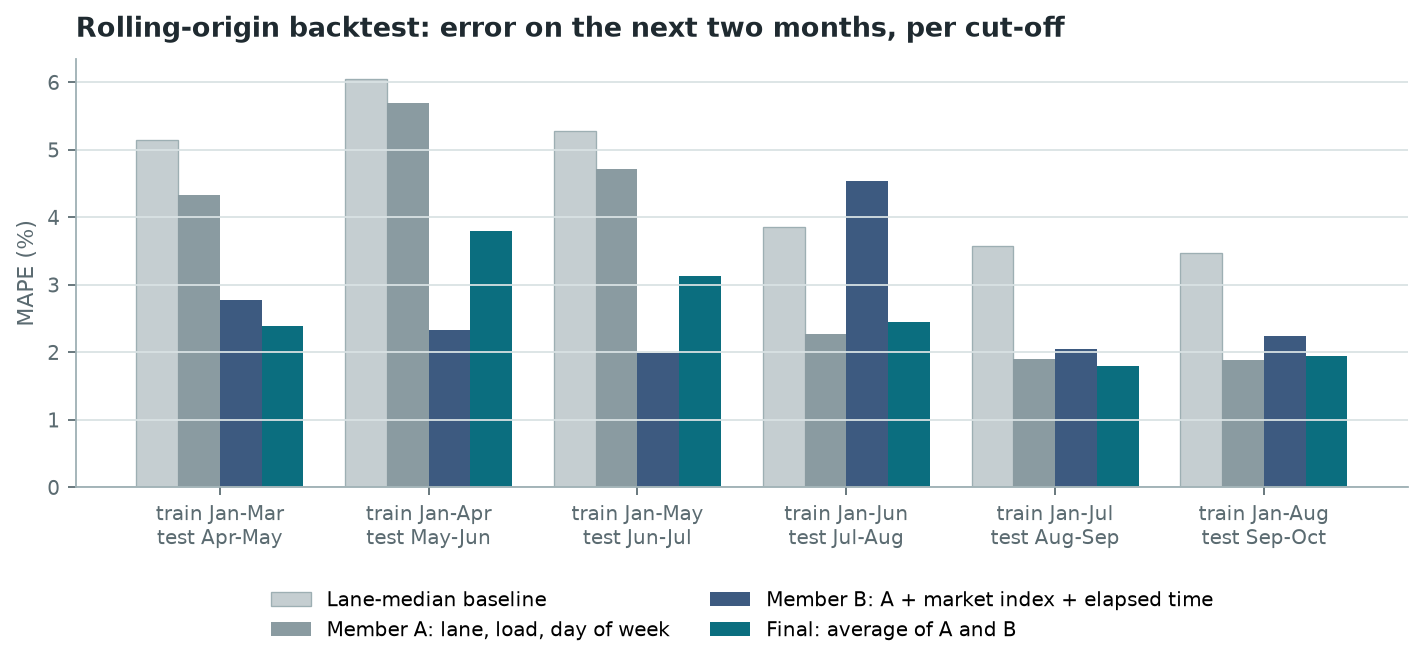 Rolling-origin backtest: error on the next two months, per cut-off
MAPE (%)
6
5
4
3
2
1
0
train Jan-Mar
test Apr-May
train Jan-Apr
test May-Jun
train Jan-May
test Jun-Jul
train Jan-Jun
test Jul-Aug
train Jan-Jul
test Aug-Sep
train Jan-Aug
test Sep-Oct
Lane-median baseline
Member A: lane, load, day of week
Member B: A + market index + elapsed time
Final: average of A and B